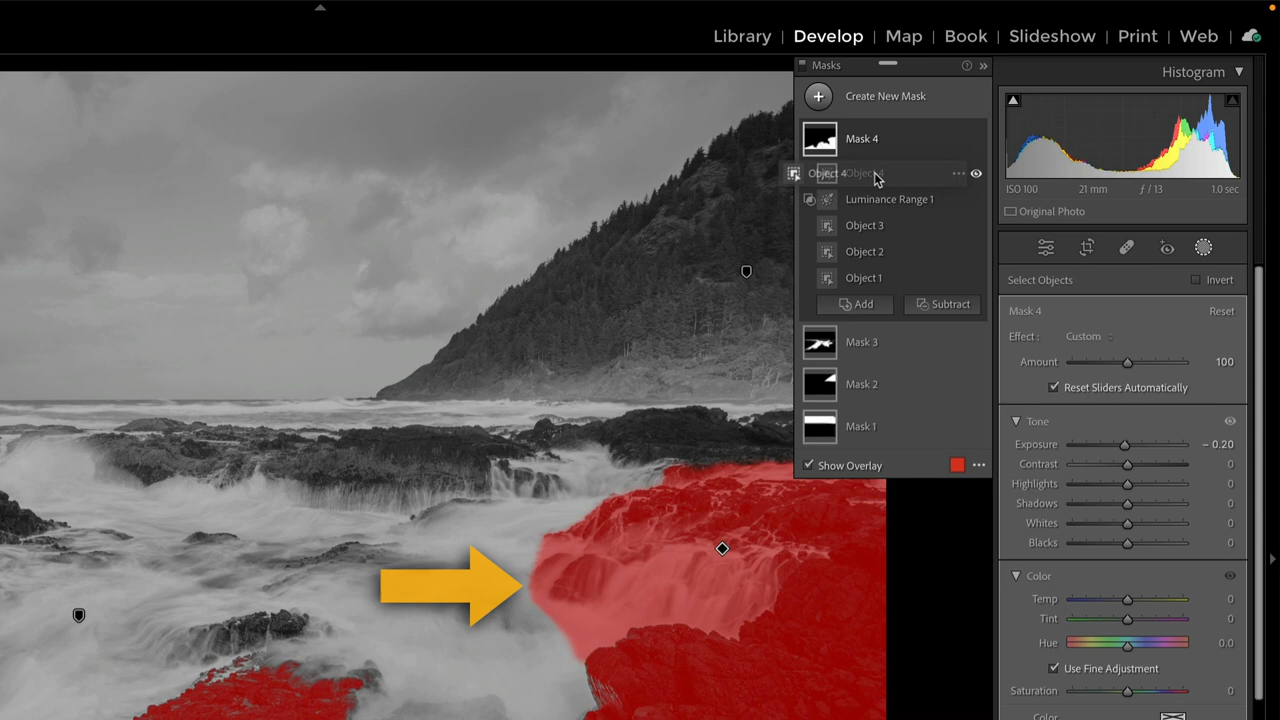 Library | Develop | Map | Book | Slideshow | Print | Web |
Masks
Create New Mask
Mask 4
Object 4
Object 4
Luminance Range 1
Object 3
Object 2
Object 1
Add
Subtract
Mask 3
Mask 2
Mask 1
Show Overlay
Histogram
ISO 100 21 mm ƒ / 13 1.0 sec
Original Photo
Select Objects Invert
Mask 4 Reset
Effect : Custom
Amount 100
Reset Sliders Automatically
Tone
Exposure – 0.20
Contrast 0
Highlights 0
Shadows 0
Whites 0
Blacks 0
Color
Temp 0
Tint 0
Hue 0.0
Use Fine Adjustment
Saturation 0
Color